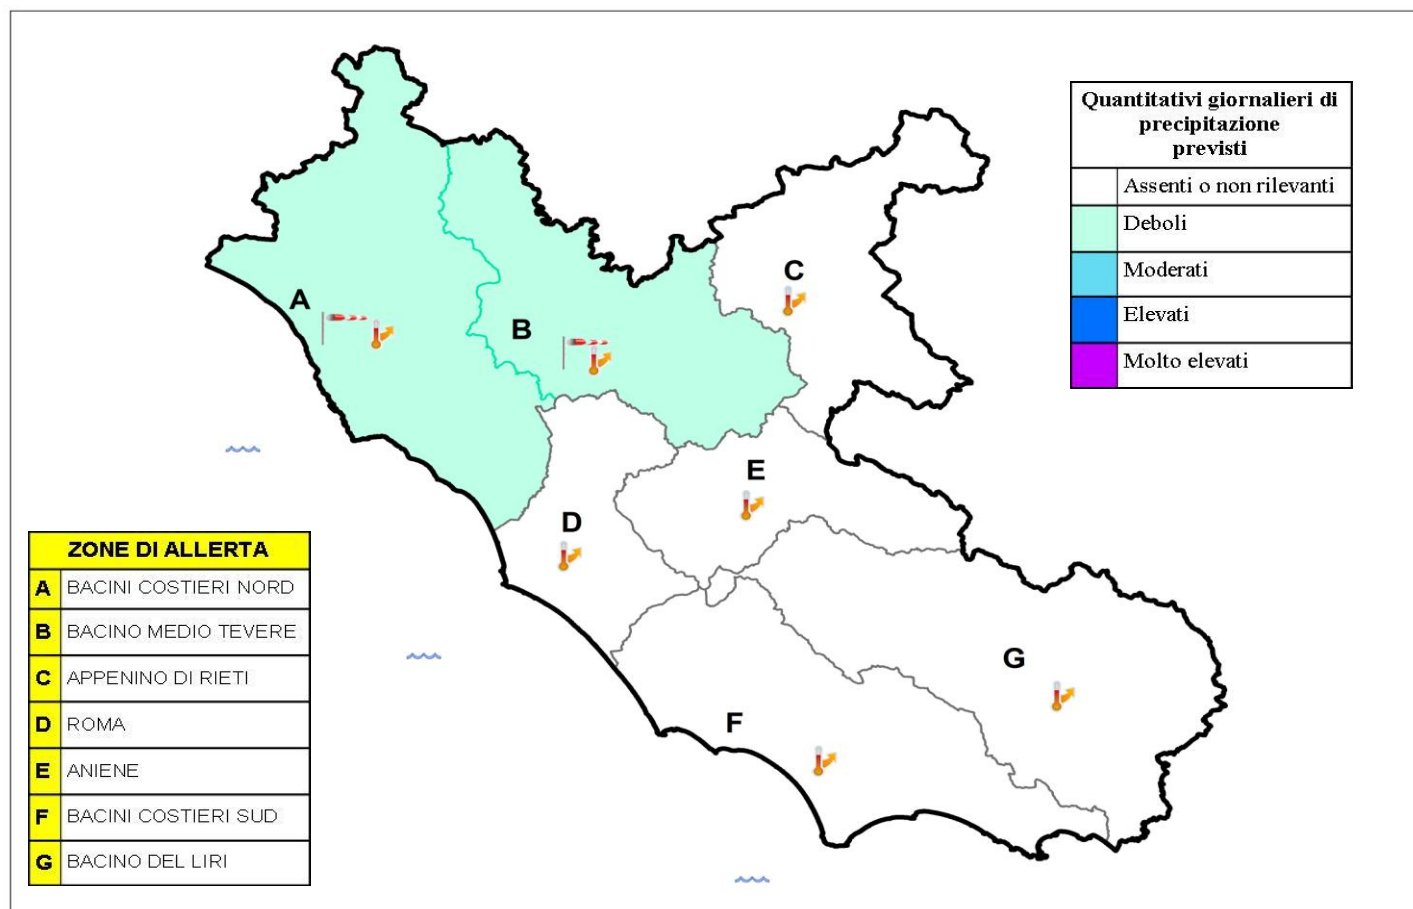 Quantitativi giornalieri di
precipitazione
previsti
Assenti o non rilevanti
Deboli
Moderati
Elevati
Molto elevati
C
A
B
E
D
G
F
ZONE DI ALLERTA
A BACINI COSTIERI NORD
B BACINO MEDIO TEVERE
C APPENINO DI RIETI
D ROMA
E ANIENE
F BACINI COSTIERI SUD
G BACINO DEL LIRI